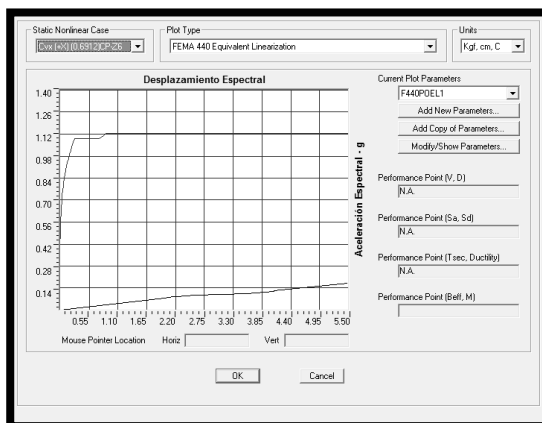 Static Nonlinear Case
Plot Type
Units
Cvx (+X) (0.6912)CP-Z6
FEMA 440 Equivalent Linearization
Kgf, cm, C
Desplazamiento Espectral
Current Plot Parameters
F440POEL1
Add New Parameters...
Add Copy of Parameters...
Modify/Show Parameters...
1.40
1.26
1.12
0.98
0.84
0.70
0.56
0.42
0.28
0.14
Aceleración Espectral - g
Performance Point (V, D)
N.A.
Performance Point (Sa, Sd)
N.A.
Performance Point (Tsec, Ductility)
N.A.
Performance Point (Beff, M)
0.55 1.10 1.65 2.20 2.75 3.30 3.85 4.40 4.95 5.50
Mouse Pointer Location Horiz Vert
OK Cancel